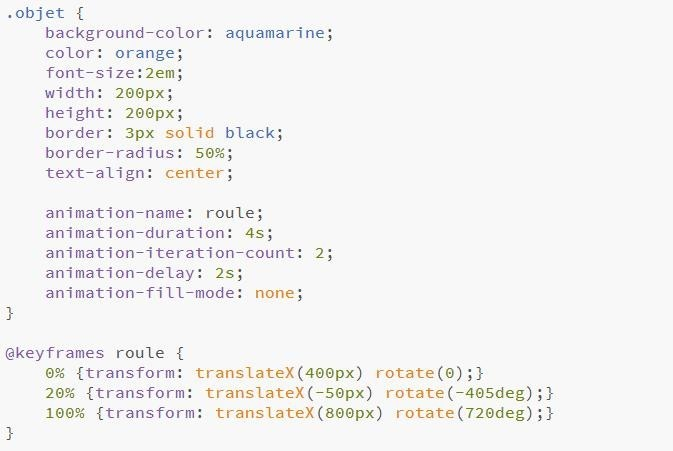 .objet {
    background-color: aquamarine;
    color: orange;
    font-size:2em;
    width: 200px;
    height: 200px;
    border: 3px solid black;
    border-radius: 50%;
    text-align: center;

    animation-name: roule;
    animation-duration: 4s;
    animation-iteration-count: 2;
    animation-delay: 2s;
    animation-fill-mode: none;
}

@keyframes roule {
    0% {transform: translateX(400px) rotate(0);}
    20% {transform: translateX(-50px) rotate(-405deg);}
    100% {transform: translateX(800px) rotate(720deg);}
}